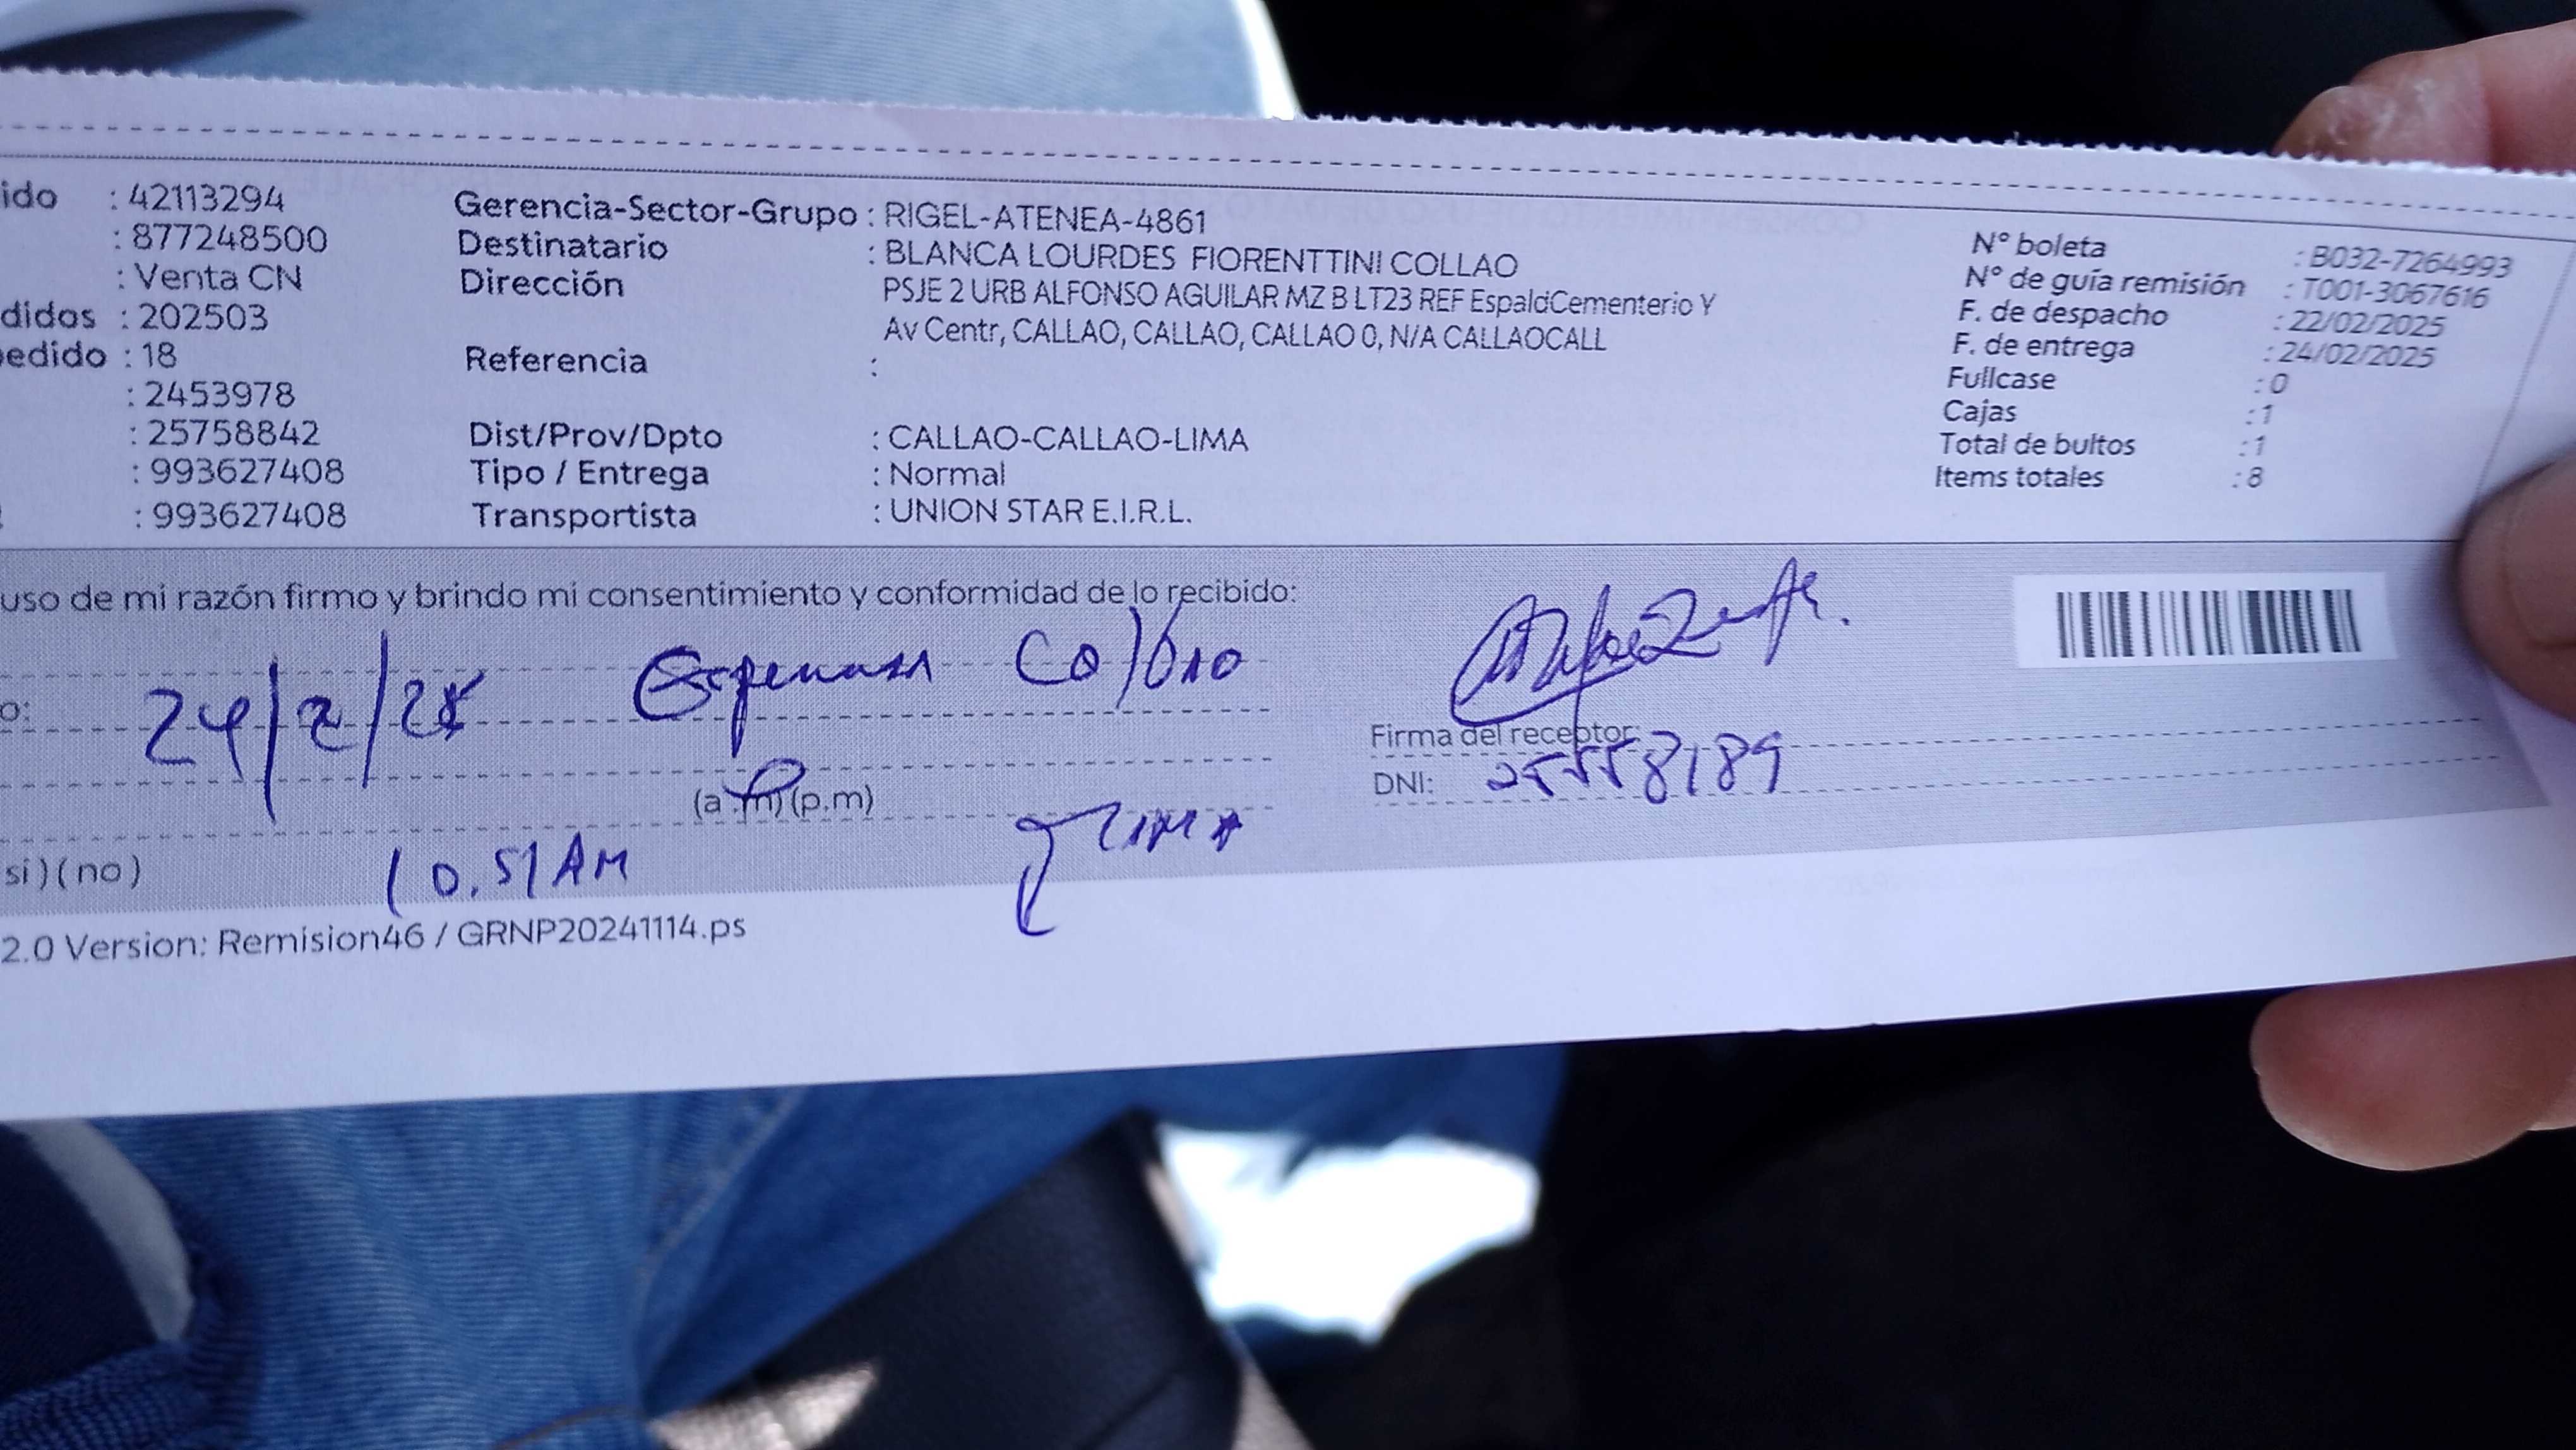 ido : 42113294
: 877248500
: Venta CN
didos : 202503
edido : 18
: 2453978
: 25758842
: 993627408
: 993627408
Gerencia-Sector-Grupo : RIGEL-ATENEA-4861
Destinatario : BLANCA LOURDES FIORENTTINI COLLAO
Dirección PSJE 2 URB ALFONSO AGUILAR MZ B LT23 REF EspaldCementerio Y
Av Centr, CALLAO, CALLAO, CALLAO 0, N/A CALLAOCALL
Referencia :
Dist/Prov/Dpto : CALLAO-CALLAO-LIMA
Tipo / Entrega : Normal
Transportista : UNION STAR E.I.R.L.
N° boleta : B032-7264993
N° de guía remisión : T001-3067616
F. de despacho : 22/02/2025
F. de entrega : 24/02/2025
Fullcase : 0
Cajas : 1
Total de bultos : 1
Items totales : 8
uso de mi razón firmo y brindo mi consentimiento y conformidad de lo recibido:
o: 24/2/25
Firma del receptor:
(a.m)(p.m)
DNI: 25558189
si)(no) 10.51 AM
2.0 Version: Remision46 / GRNP20241114.ps